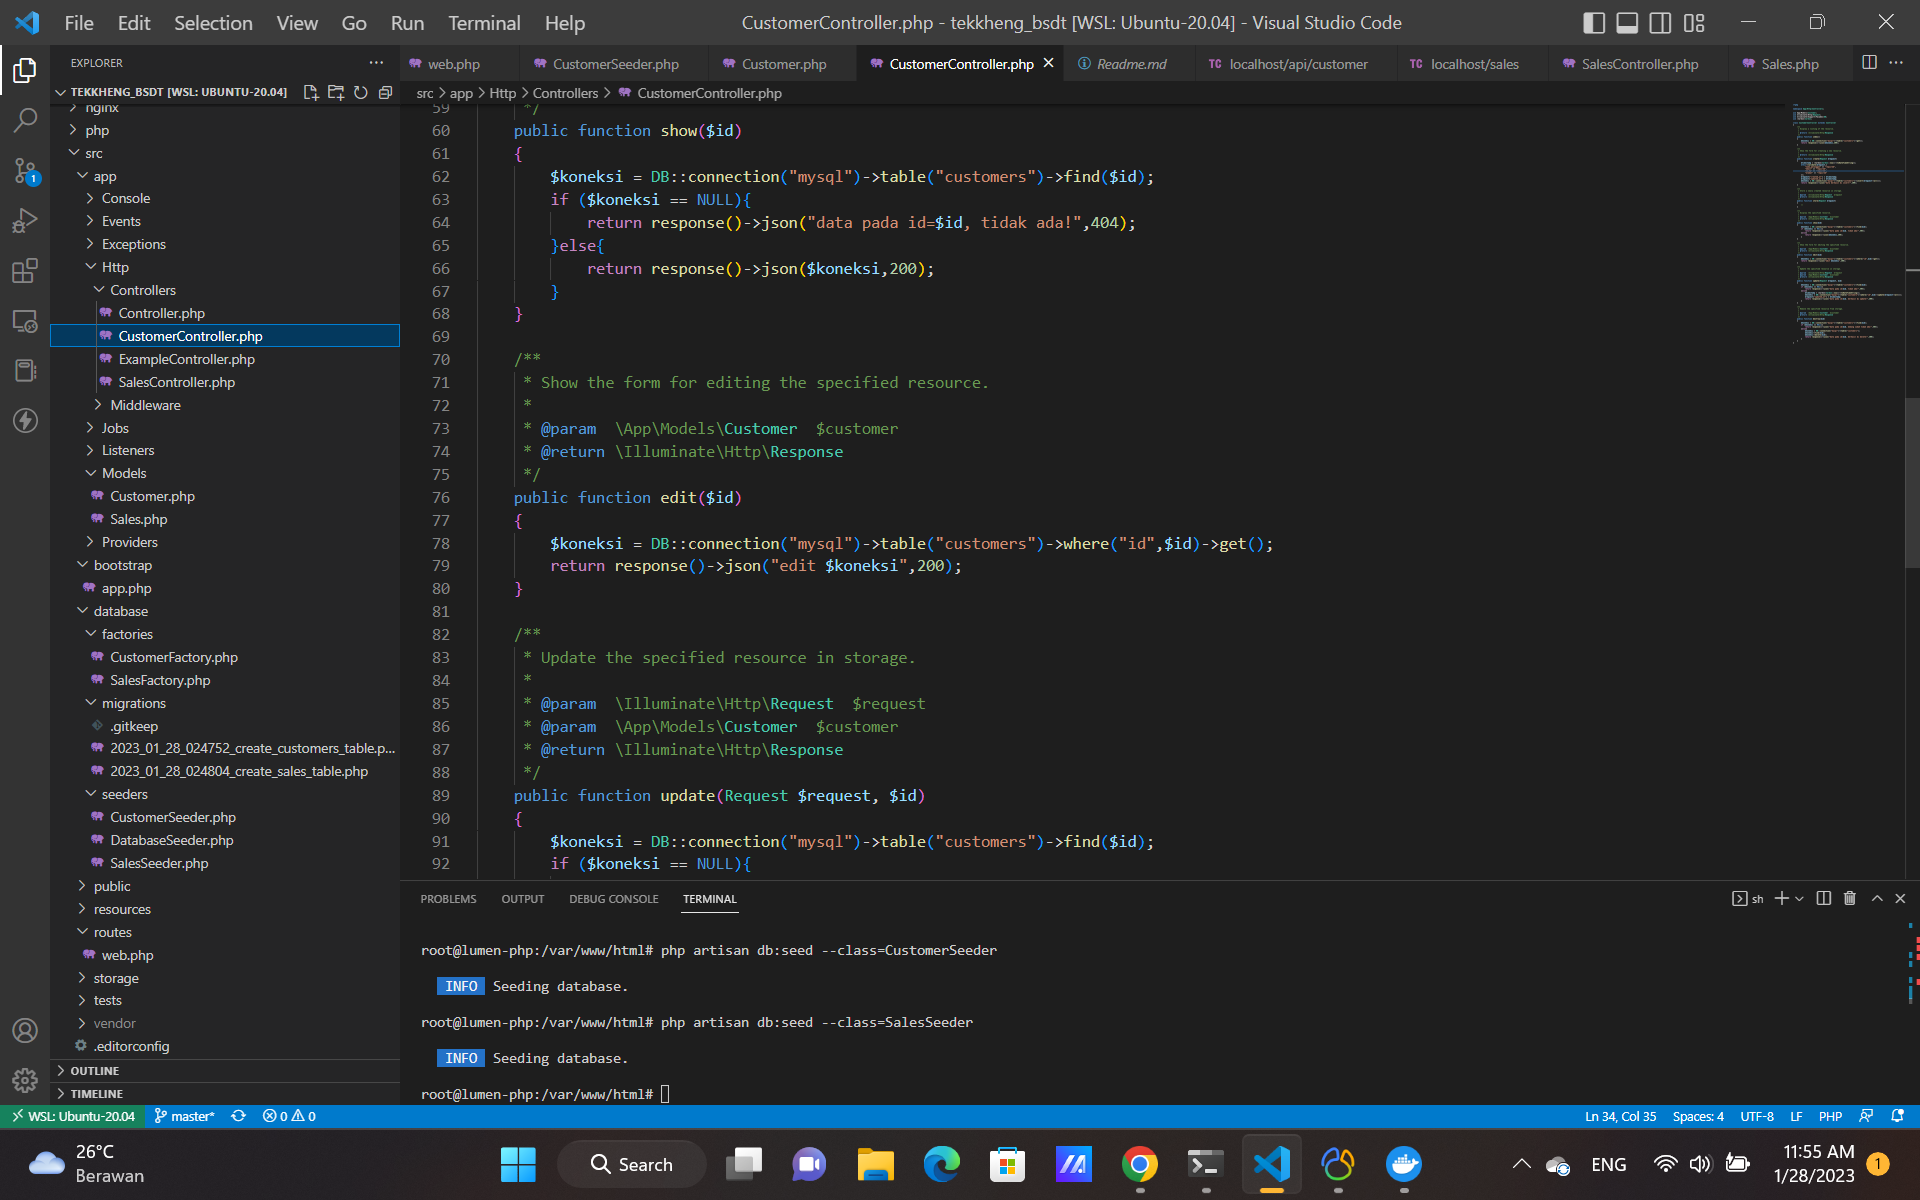 File Edit Selection View Go Run Terminal Help
CustomerController.php - tekkheng_bsdt [WSL: Ubuntu-20.04] - Visual Studio Code
EXPLORER
TEKKHENG_BSDT [WSL: UBUNTU-20.04]
nginx
php
src
app
Console
Events
Exceptions
Http
Controllers
Controller.php
CustomerController.php
ExampleController.php
SalesController.php
Middleware
Jobs
Listeners
Models
Customer.php
Sales.php
Providers
bootstrap
app.php
database
factories
CustomerFactory.php
SalesFactory.php
migrations
.gitkeep
2023_01_28_024752_create_customers_table.p...
2023_01_28_024804_create_sales_table.php
seeders
CustomerSeeder.php
DatabaseSeeder.php
SalesSeeder.php
public
resources
routes
web.php
storage
tests
vendor
.editorconfig
OUTLINE
TIMELINE
web.php CustomerSeeder.php Customer.php CustomerController.php Readme.md TC localhost/api/customer TC localhost/sales SalesController.php Sales.php
src > app > Http > Controllers > CustomerController.php
59 */
60 public function show($id)
61 {
62 $koneksi = DB::connection("mysql")->table("customers")->find($id);
63 if ($koneksi == NULL){
64 return response()->json("data pada id=$id, tidak ada!",404);
65 }else{
66 return response()->json($koneksi,200);
67 }
68 }
69
70 /**
71 * Show the form for editing the specified resource.
72 *
73 * @param  \App\Models\Customer  $customer
74 * @return \Illuminate\Http\Response
75 */
76 public function edit($id)
77 {
78 $koneksi = DB::connection("mysql")->table("customers")->where("id",$id)->get();
79 return response()->json("edit $koneksi",200);
80 }
81
82 /**
83 * Update the specified resource in storage.
84 *
85 * @param  \Illuminate\Http\Request  $request
86 * @param  \App\Models\Customer  $customer
87 * @return \Illuminate\Http\Response
88 */
89 public function update(Request $request, $id)
90 {
91 $koneksi = DB::connection("mysql")->table("customers")->find($id);
92 if ($koneksi == NULL){
PROBLEMS OUTPUT DEBUG CONSOLE TERMINAL
sh
root@lumen-php:/var/www/html# php artisan db:seed --class=CustomerSeeder
INFO Seeding database.
root@lumen-php:/var/www/html# php artisan db:seed --class=SalesSeeder
INFO Seeding database.
root@lumen-php:/var/www/html#
1
WSL: Ubuntu-20.04 master* 0 0
Ln 34, Col 35 Spaces: 4 UTF-8 LF PHP
26°C
Berawan
Search
ENG
11:55 AM
1/28/2023
1